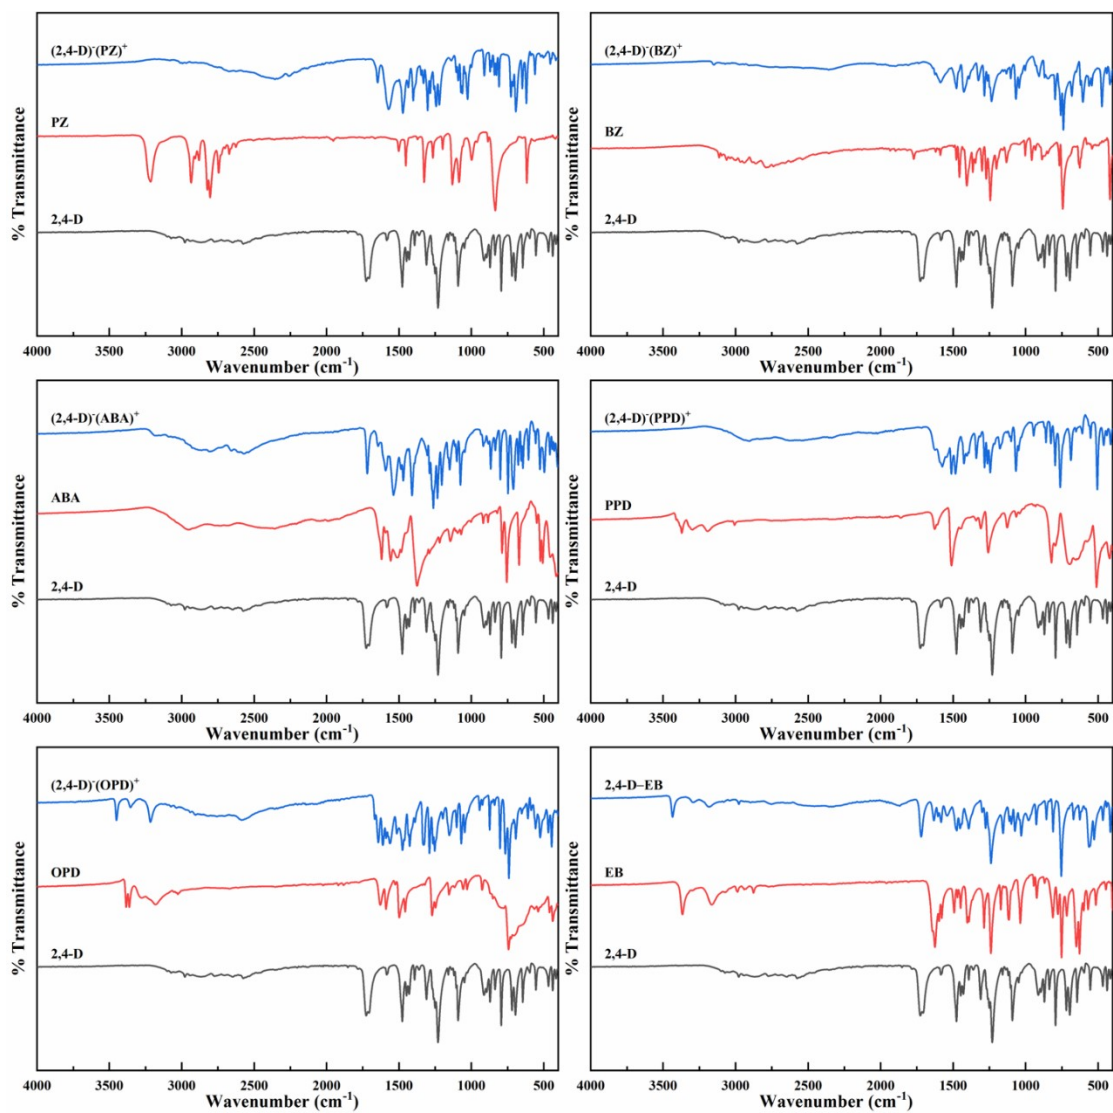 (2,4-D)⁻(PZ)⁺
PZ
2,4-D
% Transmittance
4000 3500 3000 2500 2000 1500 1000 500
Wavenumber (cm⁻¹)
(2,4-D)⁻(BZ)⁺
BZ
2,4-D
% Transmittance
4000 3500 3000 2500 2000 1500 1000 500
Wavenumber (cm⁻¹)
(2,4-D)⁻(ABA)⁺
ABA
2,4-D
% Transmittance
4000 3500 3000 2500 2000 1500 1000 500
Wavenumber (cm⁻¹)
(2,4-D)⁻(PPD)⁺
PPD
2,4-D
% Transmittance
4000 3500 3000 2500 2000 1500 1000 500
Wavenumber (cm⁻¹)
(2,4-D)⁻(OPD)⁺
OPD
2,4-D
% Transmittance
4000 3500 3000 2500 2000 1500 1000 500
Wavenumber (cm⁻¹)
2,4-D–EB
EB
2,4-D
% Transmittance
4000 3500 3000 2500 2000 1500 1000 500
Wavenumber (cm⁻¹)